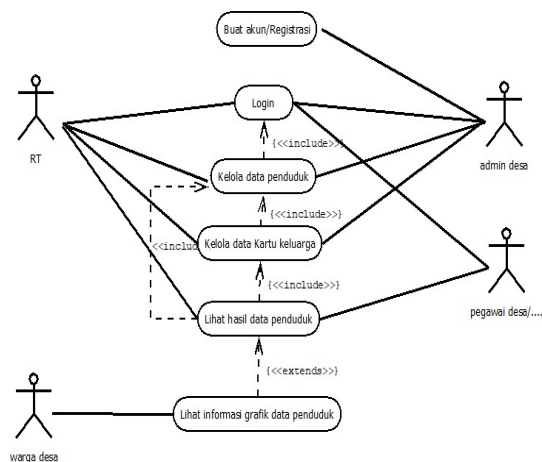 Buat akun/Registrasi
Login
RT
admin desa
{<<include>>}
Kelola data penduduk
{<<include>>}
Kelola data Kartu keluarga
<<includ
{<<include>>}
Lihat hasil data penduduk
pegawai desa/....
{<<extends>>}
Lihat informasi grafik data penduduk
warga desa